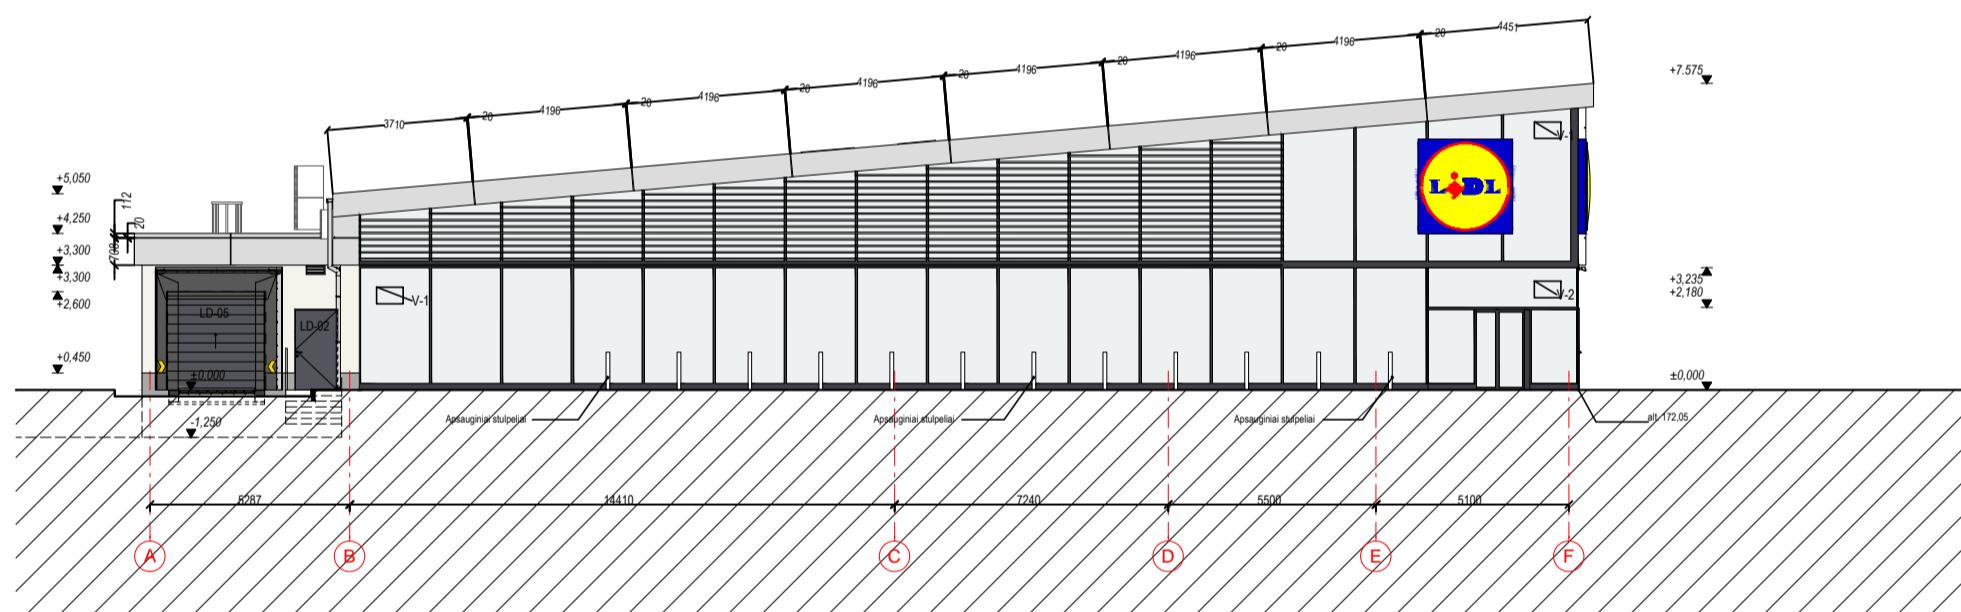 3710
20
4196
20
4196
20
4196
20
4196
20
4196
20
4196
20
4451
+7.575
V-1
LIDL
+5,050
112
+4,250
20
+3,300
708
+3,300
+2,600
+0,450
LD-05
LD-02
V-1
V-2
+3,235
+2,180
±0,000
±0,000
-1,250
Apsauginiai stulpeliai
Apsauginiai stulpeliai
Apsauginiai stulpeliai
alt. 172,05
5287
14410
7240
5500
5100
A
B
C
D
E
F